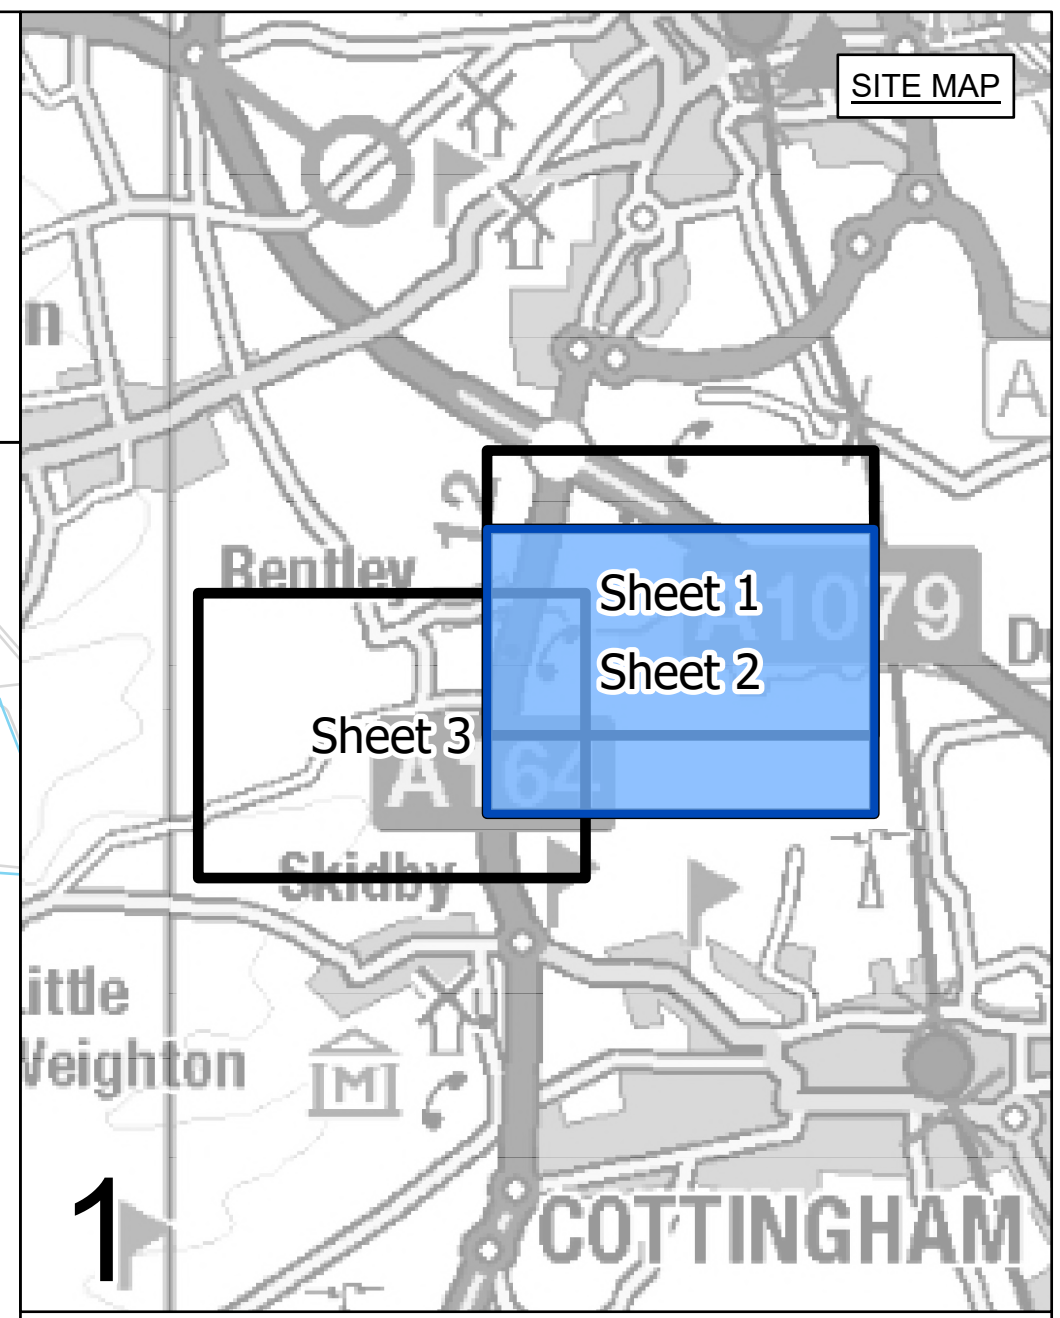 SITE MAP
n
A
12
Bentley
Sheet 1
A1079
Sheet 2
Sheet 3
A164
Skidby
ittle
Weighton
M
1
COTTINGHAM